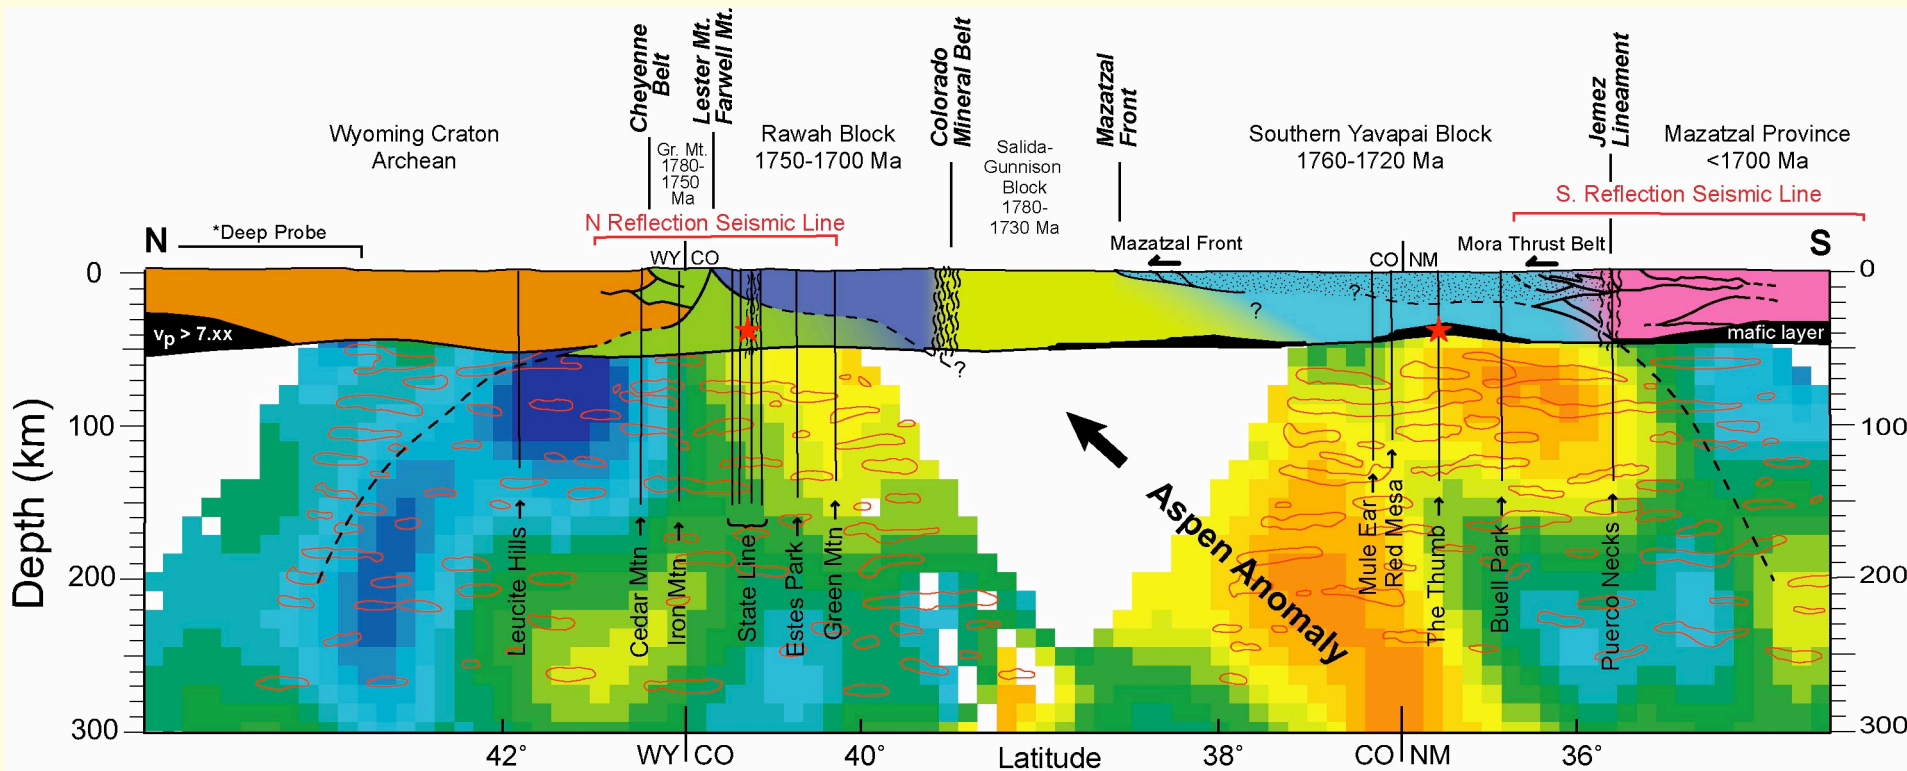 Cheyenne
Belt
Lester Mt.
Farwell Mt.
Colorado
Mineral Belt
Mazatzal
Front
Jemez
Lineament
Wyoming Craton
Archean
Gr. Mt.
1780-
1750
Ma
Rawah Block
1750-1700 Ma
Salida-
Gunnison
Block
1780-
1730 Ma
Southern Yavapai Block
1760-1720 Ma
Mazatzal Province
<1700 Ma
N Reflection Seismic Line
S. Reflection Seismic Line
N
*Deep Probe
WY CO
Mazatzal Front
CO NM
Mora Thrust Belt
S
0
0
vp > 7.xx
?
?
?
mafic layer
Depth (km)
100
100
200
200
300
300
Leucite Hills
Cedar Mtn
Iron Mtn
State Line
Estes Park
Green Mtn
Aspen Anomaly
Mule Ear
Red Mesa
The Thumb
Buell Park
Puerco Necks
42°
WY CO
40°
Latitude
38°
CO NM
36°